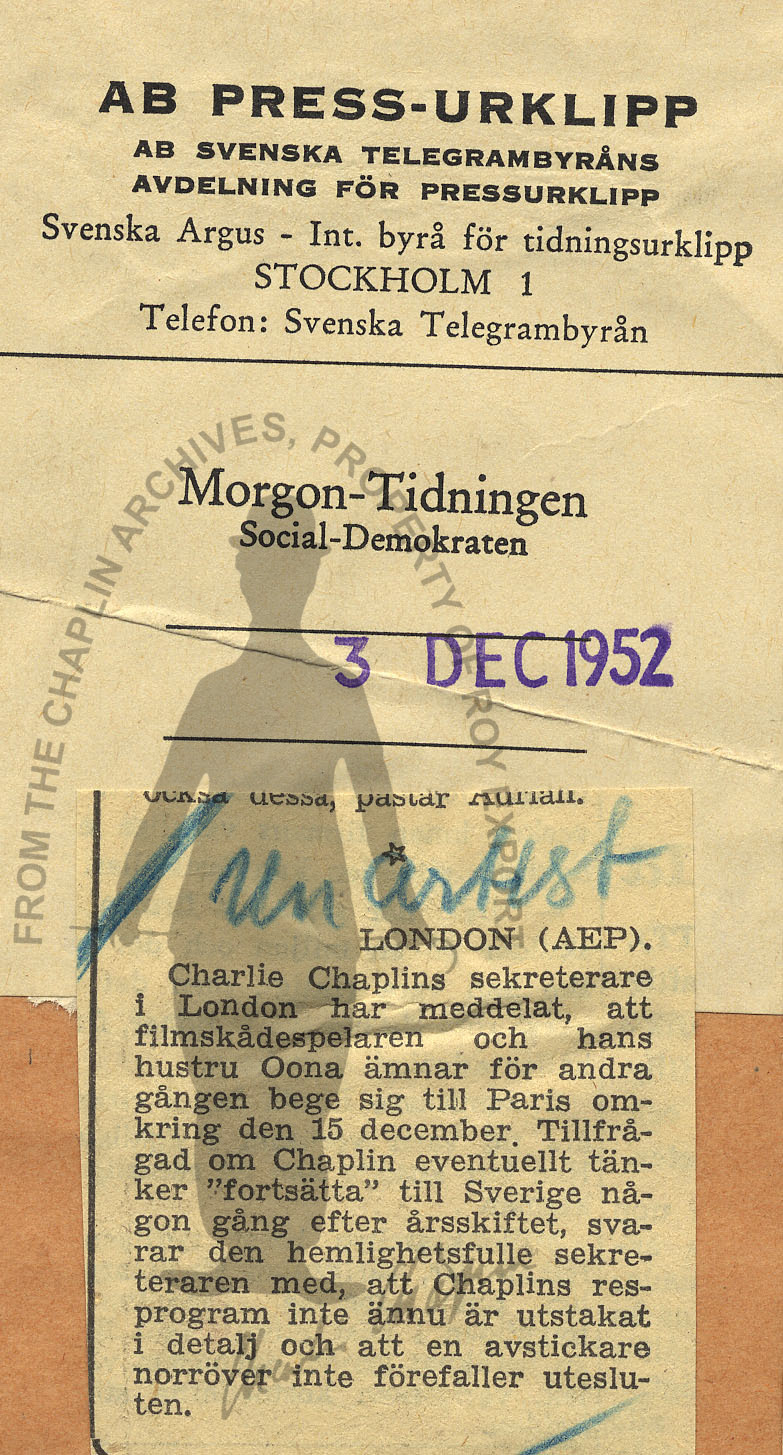 AB PRESS-URKLIPP
AB SVENSKA TELEGRAMBYRÅNS
AVDELNING FÖR PRESSURKLIPP
Svenska Argus - Int. byrå för tidningsurklipp
STOCKHOLM 1
Telefon: Svenska Telegrambyrån
FROM THE CHAPLIN ARCHIVES, PROPERTY OF ROY EXPORT
Morgon-Tidningen
Social-Demokraten
3 DEC 1952
också dessa, påstår Adrian.
LONDON (AEP).
Charlie Chaplins sekreterare
i London har meddelat, att
filmskådespelaren och hans
hustru Oona ämnar för andra
gången bege sig till Paris om-
kring den 15 december. Tillfrå-
gad om Chaplin eventuellt tän-
ker ”fortsätta” till Sverige nå-
gon gång efter årsskiftet, sva-
rar den hemlighetsfulle sekre-
teraren med, att Chaplins res-
program inte ännu är utstakat
i detalj och att en avstickare
norröver inte förefaller uteslu-
ten.